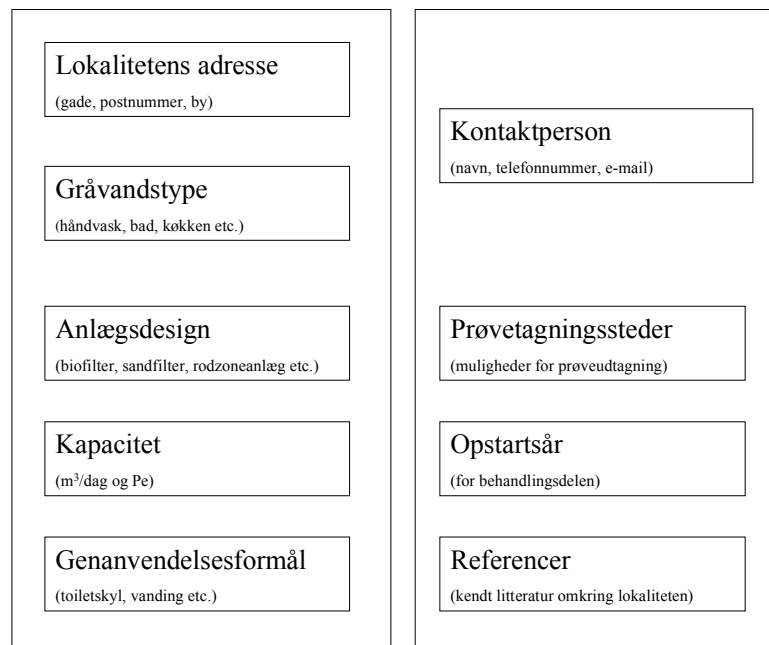 Lokalitetens adresse
(gade, postnummer, by)
Gråvandstype
(håndvask, bad, køkken etc.)
Anlægsdesign
(biofilter, sandfilter, rodzoneanlæg etc.)
Kapacitet
(m³/dag og Pe)
Genanvendelsesformål
(toiletskyl, vanding etc.)
Kontaktperson
(navn, telefonnummer, e-mail)
Prøvetagningssteder
(muligheder for prøveudtagning)
Opstartsår
(for behandlingsdelen)
Referencer
(kendt litteratur omkring lokaliteten)